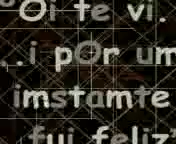 “Oi te vi.
...i pOr um
imstamte
fui feliz”